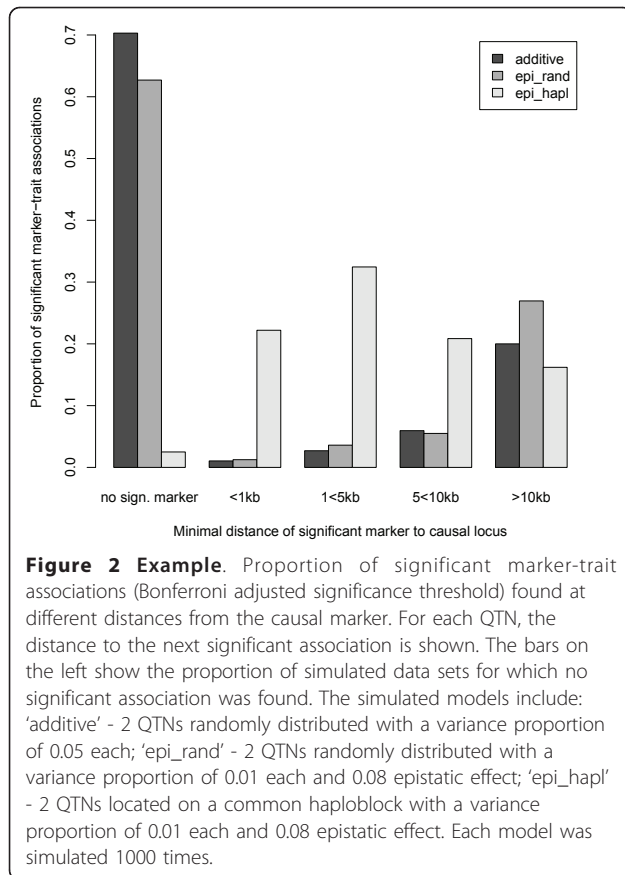 additive
epi_rand
epi_hapl
Proportion of significant marker−trait associations
0.7
0.6
0.5
0.4
0.3
0.2
0.1
0.0
no sign. marker <1kb 1<5kb 5<10kb >10kb
Minimal distance of significant marker to causal locus
Figure 2 Example. Proportion of significant marker-trait
associations (Bonferroni adjusted significance threshold) found at
different distances from the causal marker. For each QTN, the
distance to the next significant association is shown. The bars on
the left show the proportion of simulated data sets for which no
significant association was found. The simulated models include:
‘additive’ - 2 QTNs randomly distributed with a variance proportion
of 0.05 each; ‘epi_rand’ - 2 QTNs randomly distributed with a
variance proportion of 0.01 each and 0.08 epistatic effect; ‘epi_hapl’
- 2 QTNs located on a common haploblock with a variance
proportion of 0.01 each and 0.08 epistatic effect. Each model was
simulated 1000 times.